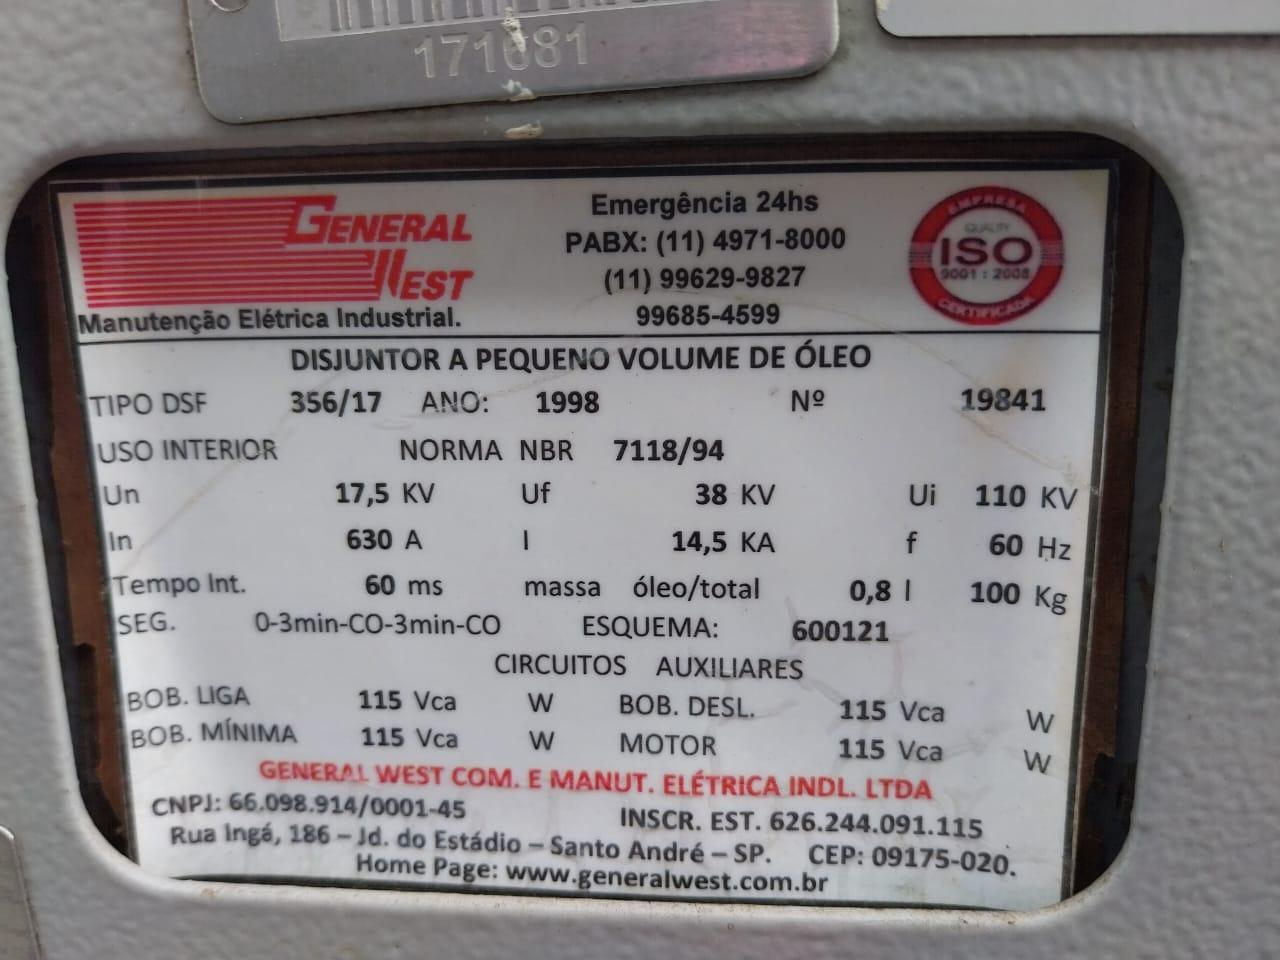 171681
GENERAL WEST
Manutenção Elétrica Industrial.
Emergência 24hs
PABX: (11) 4971-8000
(11) 99629-9827
99685-4599
EMPRESA
QUALITY
ISO
9001 : 2008
CERTIFICADA
DISJUNTOR A PEQUENO VOLUME DE ÓLEO
TIPO DSF 356/17 ANO: 1998 Nº 19841
USO INTERIOR NORMA NBR 7118/94
Un 17,5 KV Uf 38 KV Ui 110 KV
In 630 A I 14,5 KA f 60 Hz
Tempo Int. 60 ms massa óleo/total 0,8 l 100 Kg
SEG. 0-3min-CO-3min-CO ESQUEMA: 600121
CIRCUITOS AUXILIARES
BOB. LIGA 115 Vca W BOB. DESL. 115 Vca W
BOB. MÍNIMA 115 Vca W MOTOR 115 Vca W
GENERAL WEST COM. E MANUT. ELÉTRICA INDL. LTDA
CNPJ: 66.098.914/0001-45 INSCR. EST. 626.244.091.115
Rua Ingá, 186 – Jd. do Estádio – Santo André – SP. CEP: 09175-020.
Home Page: www.generalwest.com.br